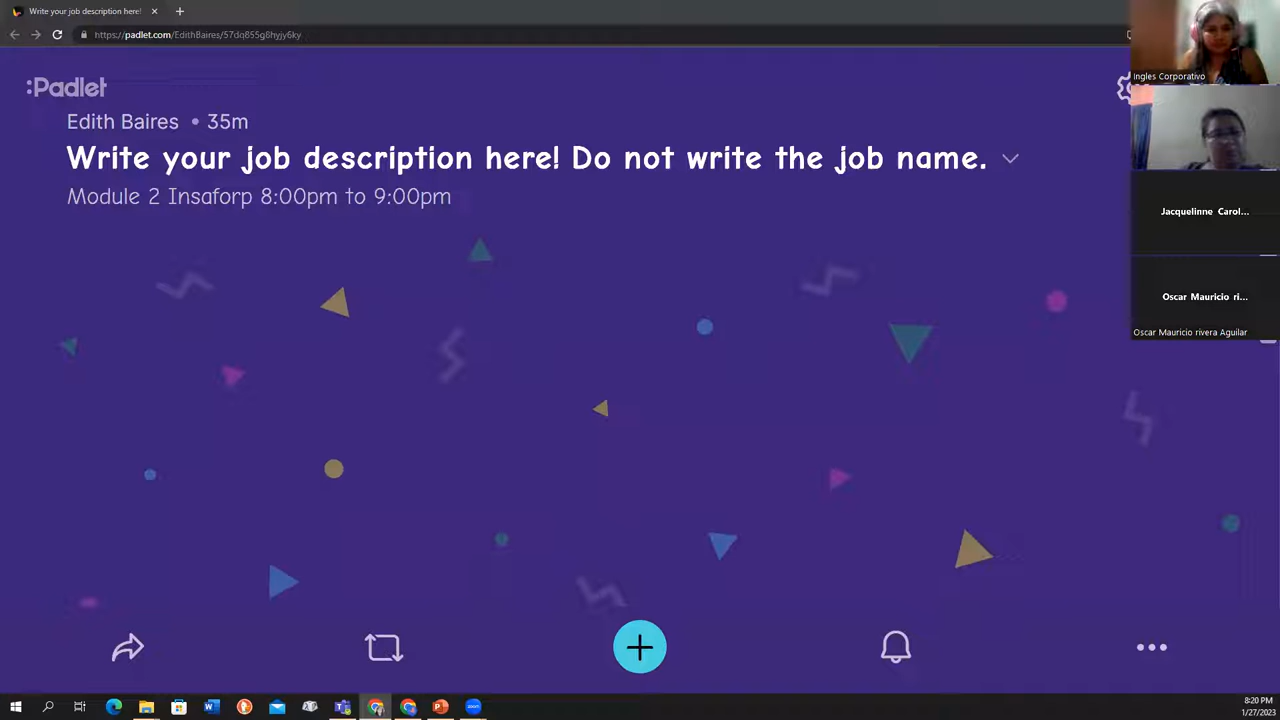 Write your job description here!
https://padlet.com/EdithBaires/57dq855g8hyjy6ky
:Padlet
Edith Baires • 35m
Write your job description here! Do not write the job name.
Module 2 Insaforp 8:00pm to 9:00pm
Ingles Corporativo
Jacquelinne Carol...
Oscar Mauricio ri...
Oscar Mauricio rivera Aguilar
8:20 PM
1/27/2023